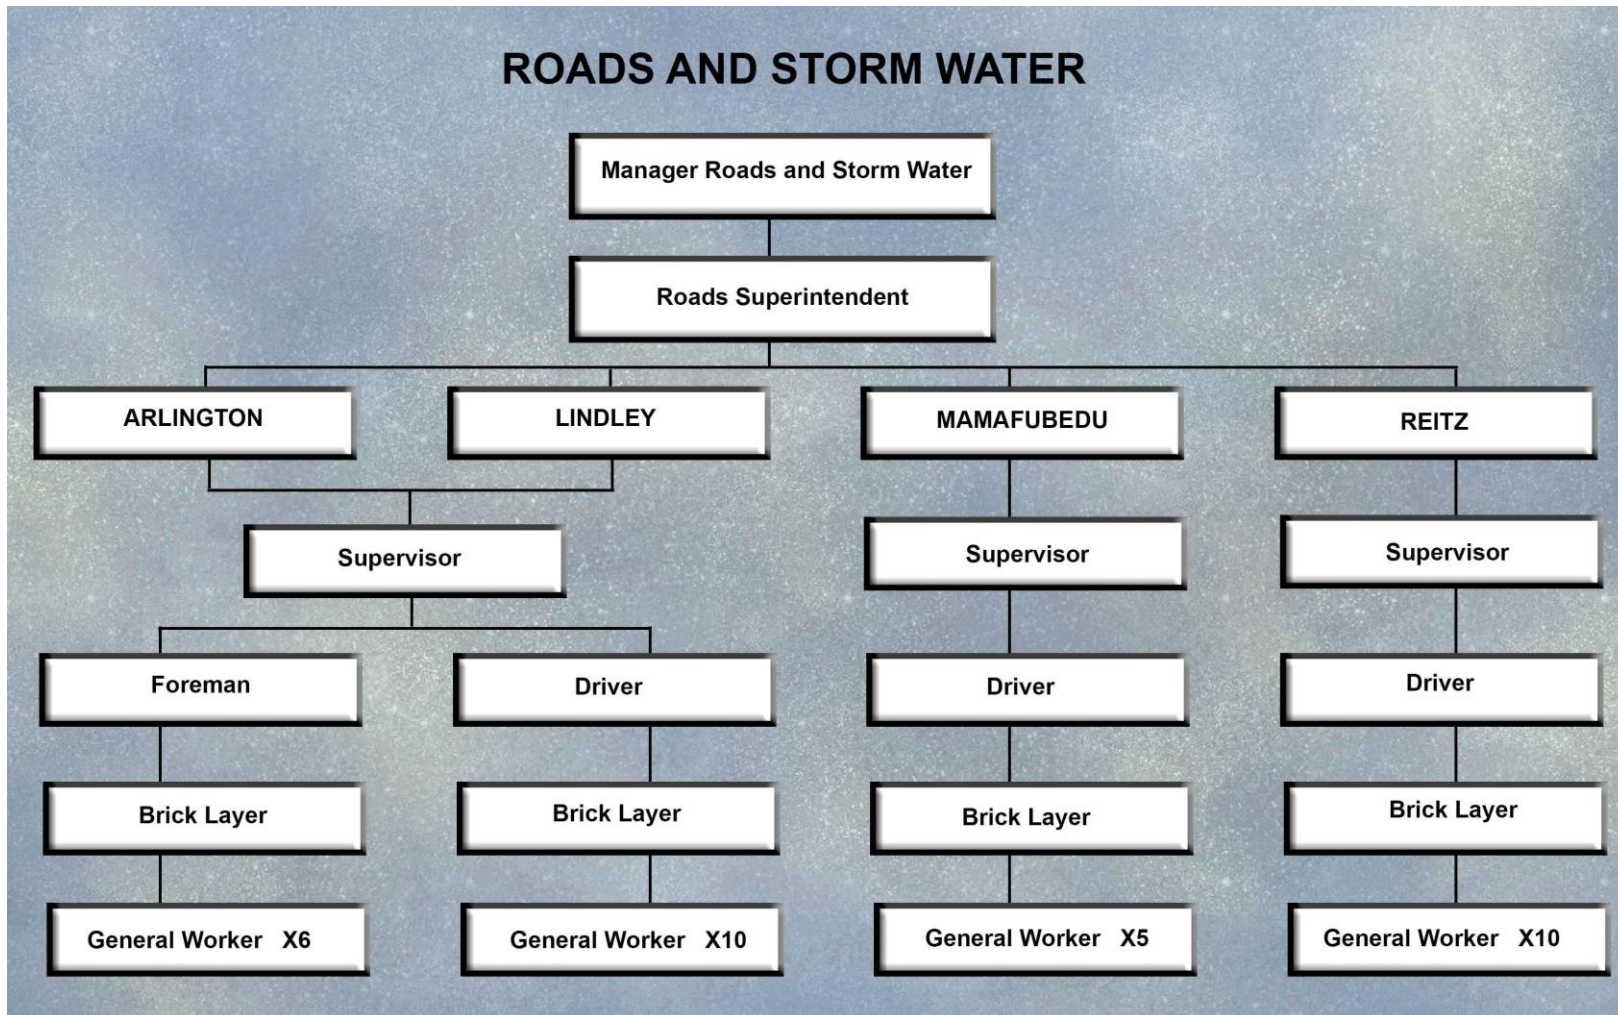 ROADS AND STORM WATER
Manager Roads and Storm Water
Roads Superintendent
ARLINGTON
LINDLEY
MAMAFUBEDU
REITZ
Supervisor
Supervisor
Supervisor
Foreman
Driver
Driver
Driver
Brick Layer
Brick Layer
Brick Layer
Brick Layer
General Worker X6
General Worker X10
General Worker X5
General Worker X10